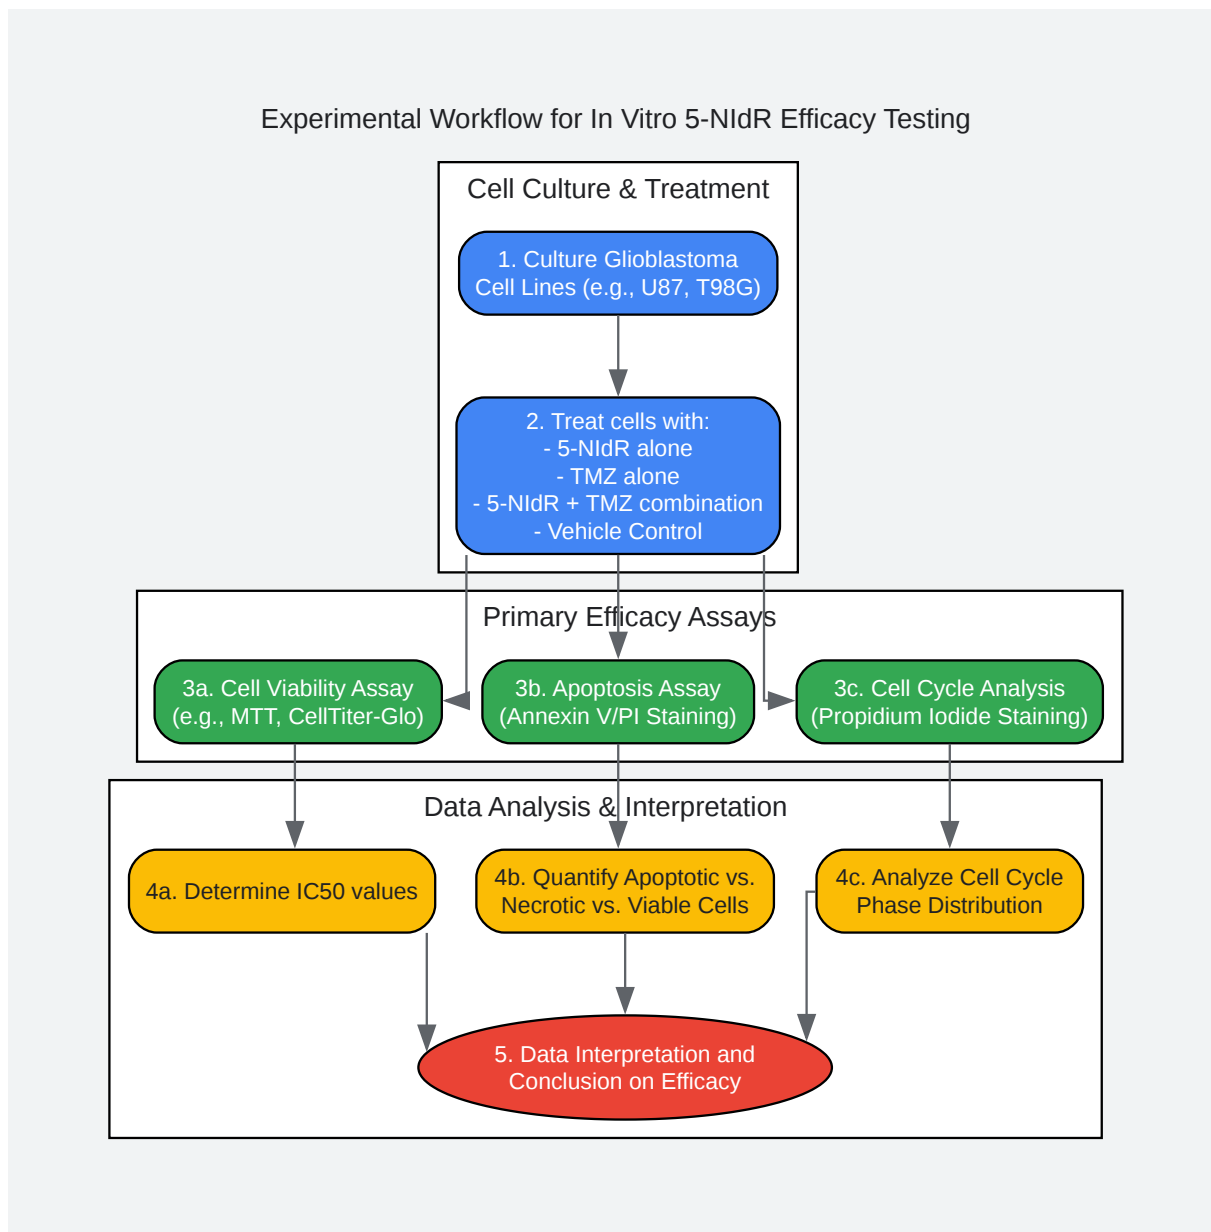 Experimental Workflow for In Vitro 5-NIdR Efficacy Testing
Cell Culture & Treatment
1. Culture Glioblastoma
Cell Lines (e.g., U87, T98G)
2. Treat cells with:
- 5-NIdR alone
- TMZ alone
- 5-NIdR + TMZ combination
- Vehicle Control
Primary Efficacy Assays
3a. Cell Viability Assay
(e.g., MTT, CellTiter-Glo)
3b. Apoptosis Assay
(Annexin V/PI Staining)
3c. Cell Cycle Analysis
(Propidium Iodide Staining)
Data Analysis & Interpretation
4a. Determine IC50 values
4b. Quantify Apoptotic vs.
Necrotic vs. Viable Cells
4c. Analyze Cell Cycle
Phase Distribution
5. Data Interpretation and
Conclusion on Efficacy